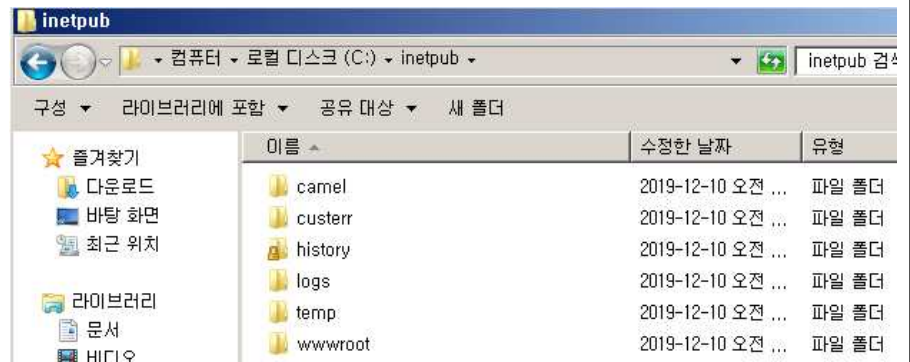 inetpub
컴퓨터 로컬 디스크 (C:) inetpub
inetpub 검색
구성 라이브러리에 포함 공유 대상 새 폴더
이름 수정한 날짜 유형
즐겨찾기
다운로드
바탕 화면
최근 위치
라이브러리
문서
비디오
camel 2019-12-10 오전 ... 파일 폴더
custerr 2019-12-10 오전 ... 파일 폴더
history 2019-12-10 오전 ... 파일 폴더
logs 2019-12-10 오전 ... 파일 폴더
temp 2019-12-10 오전 ... 파일 폴더
wwwroot 2019-12-10 오전 ... 파일 폴더